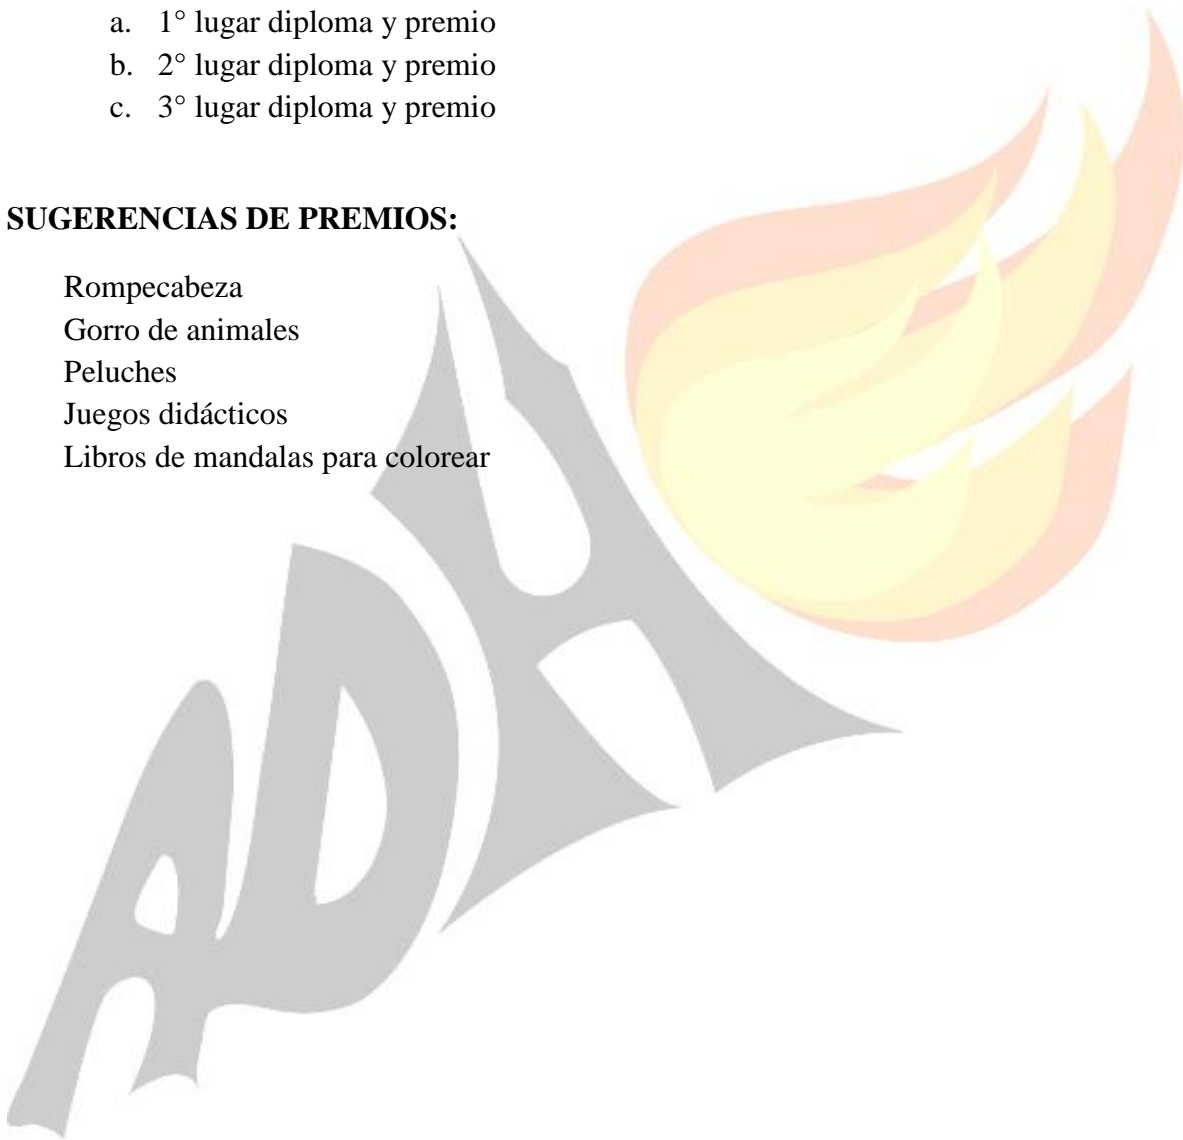 a. 1° lugar diploma y premio
b. 2° lugar diploma y premio
c. 3° lugar diploma y premio
SUGERENCIAS DE PREMIOS:
Rompecabeza
Gorro de animales
Peluches
Juegos didácticos
Libros de mandalas para colorear
ADH